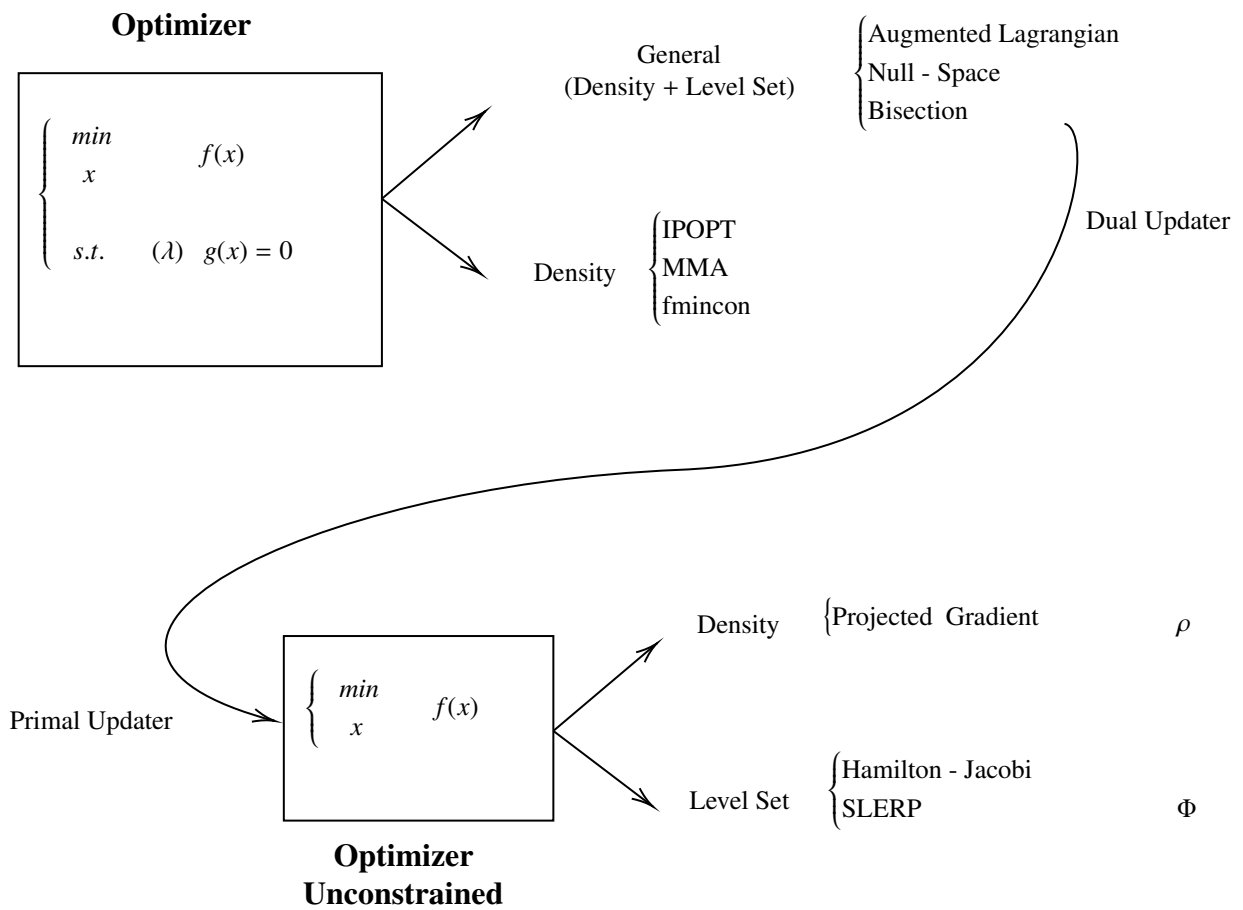 Optimizer
min
x
f(x)
s.t. (λ) g(x) = 0
General
(Density + Level Set)
Augmented Lagrangian
Null - Space
Bisection
Density
IPOPT
MMA
fmincon
Dual Updater
Primal Updater
min
x
f(x)
Optimizer
Unconstrained
Density
Projected Gradient
ρ
Level Set
Hamilton - Jacobi
SLERP
Φ